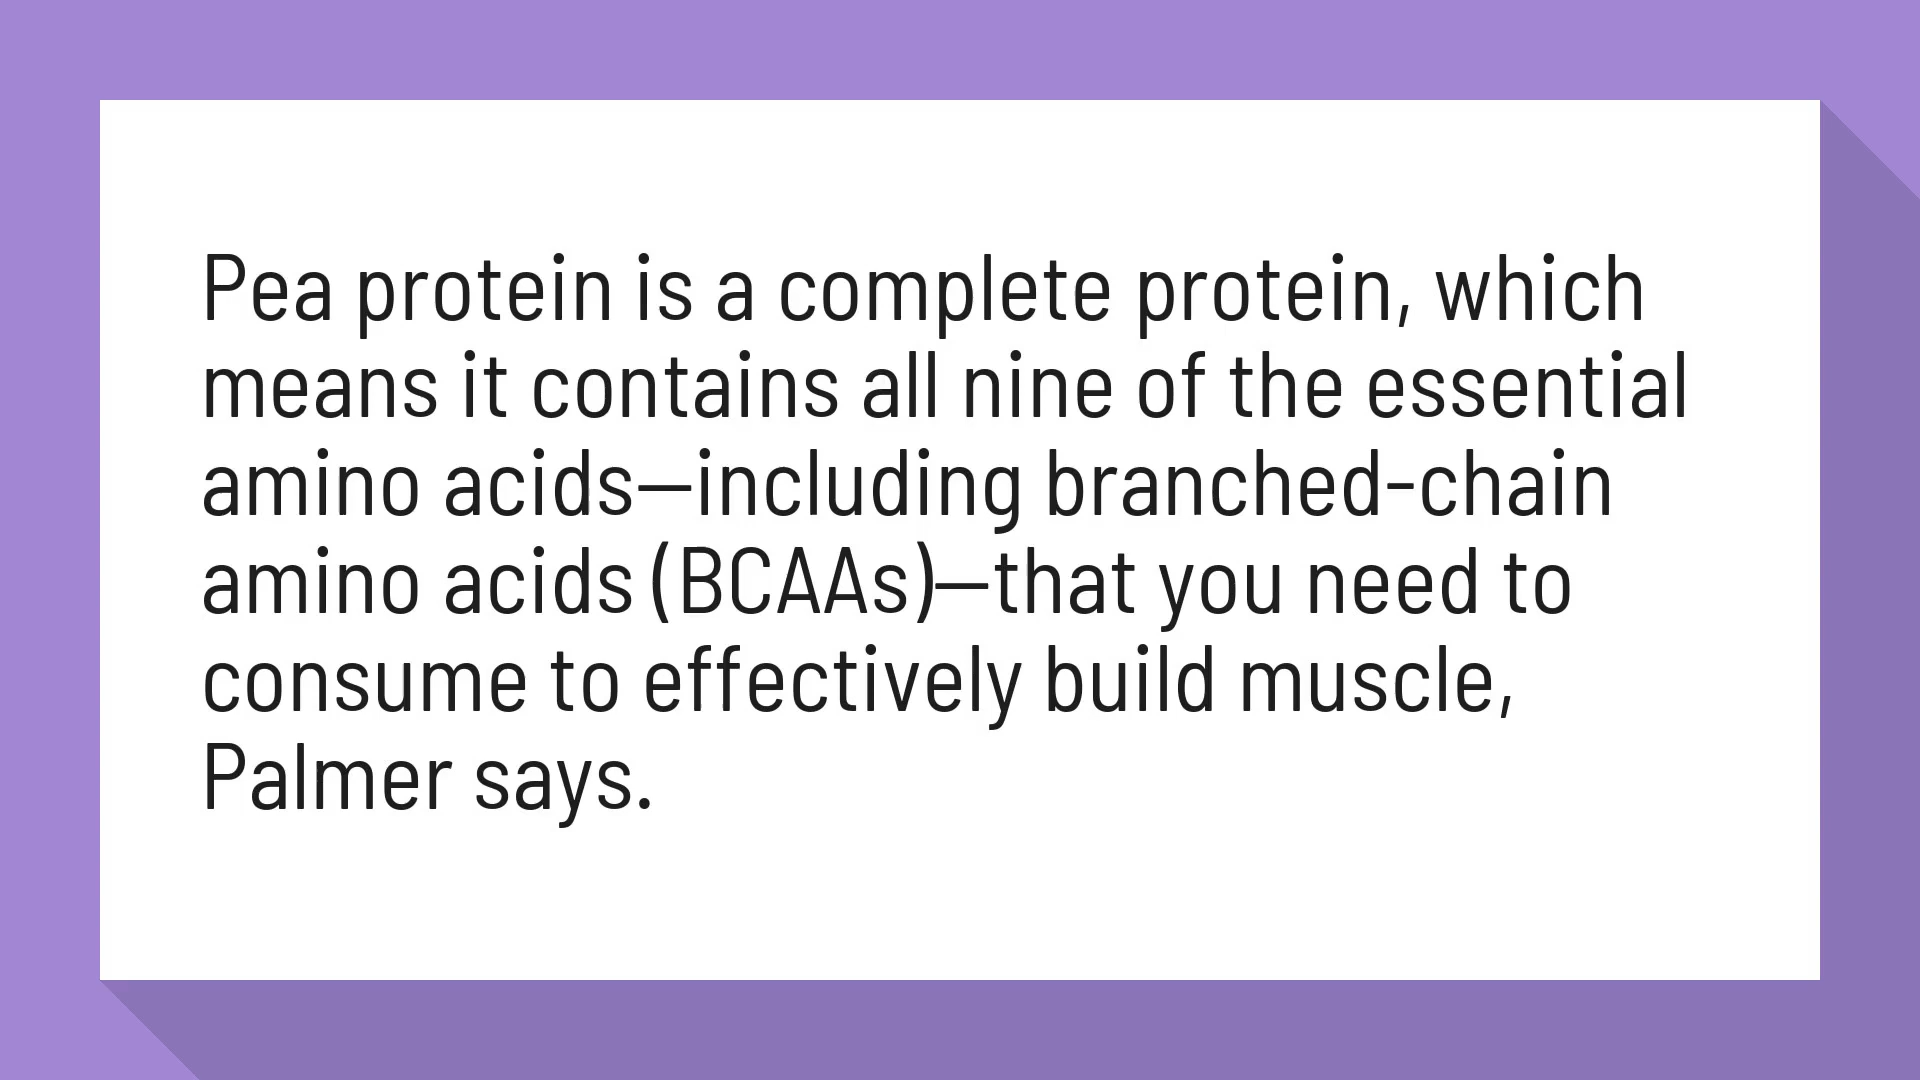 Pea protein is a complete protein, which
means it contains all nine of the essential
amino acids—including branched-chain
amino acids (BCAAs)—that you need to
consume to effectively build muscle,
Palmer says.